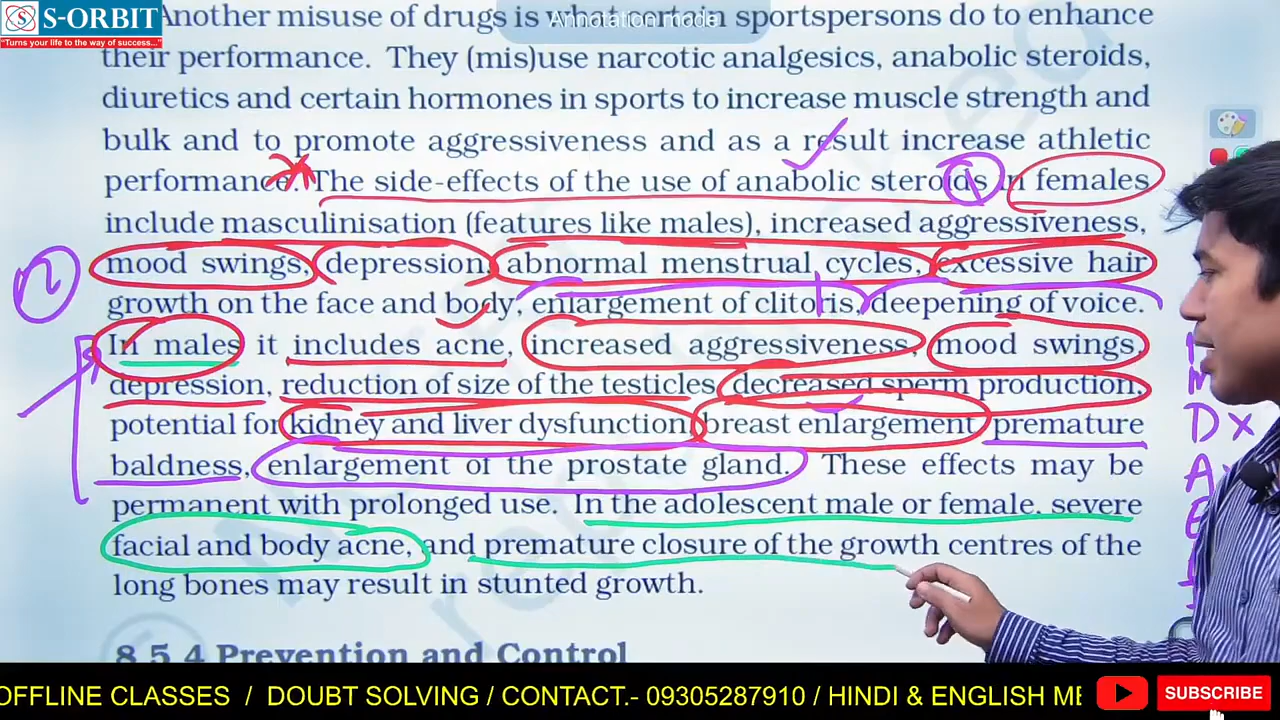 S-ORBIT
"Turns your life to the way of success..."
Annotation mode
Another misuse of drugs is what certain sportspersons do to enhance
their performance. They (mis)use narcotic analgesics, anabolic steroids,
diuretics and certain hormones in sports to increase muscle strength and
bulk and to promote aggressiveness and as a result increase athletic
performance. The side-effects of the use of anabolic steroids in females
include masculinisation (features like males), increased aggressiveness,
mood swings, depression, abnormal menstrual cycles, excessive hair
growth on the face and body, enlargement of clitoris, deepening of voice.
In males it includes acne, increased aggressiveness, mood swings,
depression, reduction of size of the testicles, decreased sperm production,
potential for kidney and liver dysfunction, breast enlargement, premature
baldness, enlargement of the prostate gland. These effects may be
permanent with prolonged use. In the adolescent male or female, severe
facial and body acne, and premature closure of the growth centres of the
long bones may result in stunted growth.
8.5.4 Prevention and Control
1
2
M
D x
A
E
OFFLINE CLASSES / DOUBT SOLVING / CONTACT.- 09305287910 / HINDI & ENGLISH ME
SUBSCRIBE